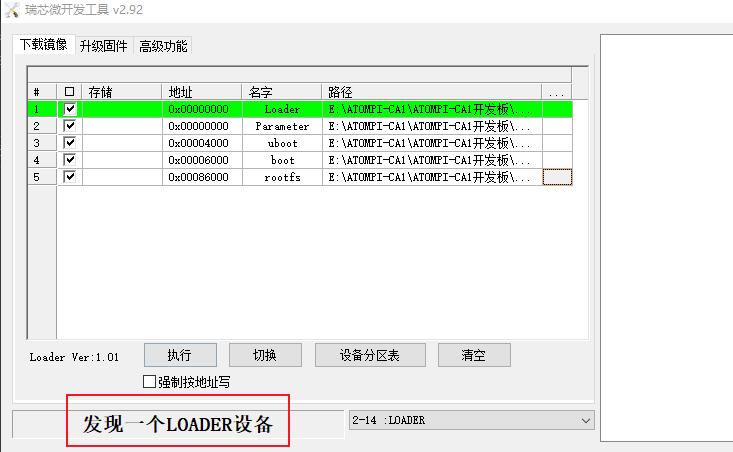 瑞芯微开发工具 v2.92
下载镜像 升级固件 高级功能
# 存储 地址 名字 路径 ...
1 0x00000000 Loader E:\ATOMPI-CA1\ATOMPI-CA1开发板\...
2 0x00000000 Parameter E:\ATOMPI-CA1\ATOMPI-CA1开发板\...
3 0x00004000 uboot E:\ATOMPI-CA1\ATOMPI-CA1开发板\...
4 0x00006000 boot E:\ATOMPI-CA1\ATOMPI-CA1开发板\...
5 0x00086000 rootfs E:\ATOMPI-CA1\ATOMPI-CA1开发板\...
Loader Ver:1.01 执行 切换 设备分区表 清空
强制按地址写
发现一个LOADER设备 2-14 :LOADER